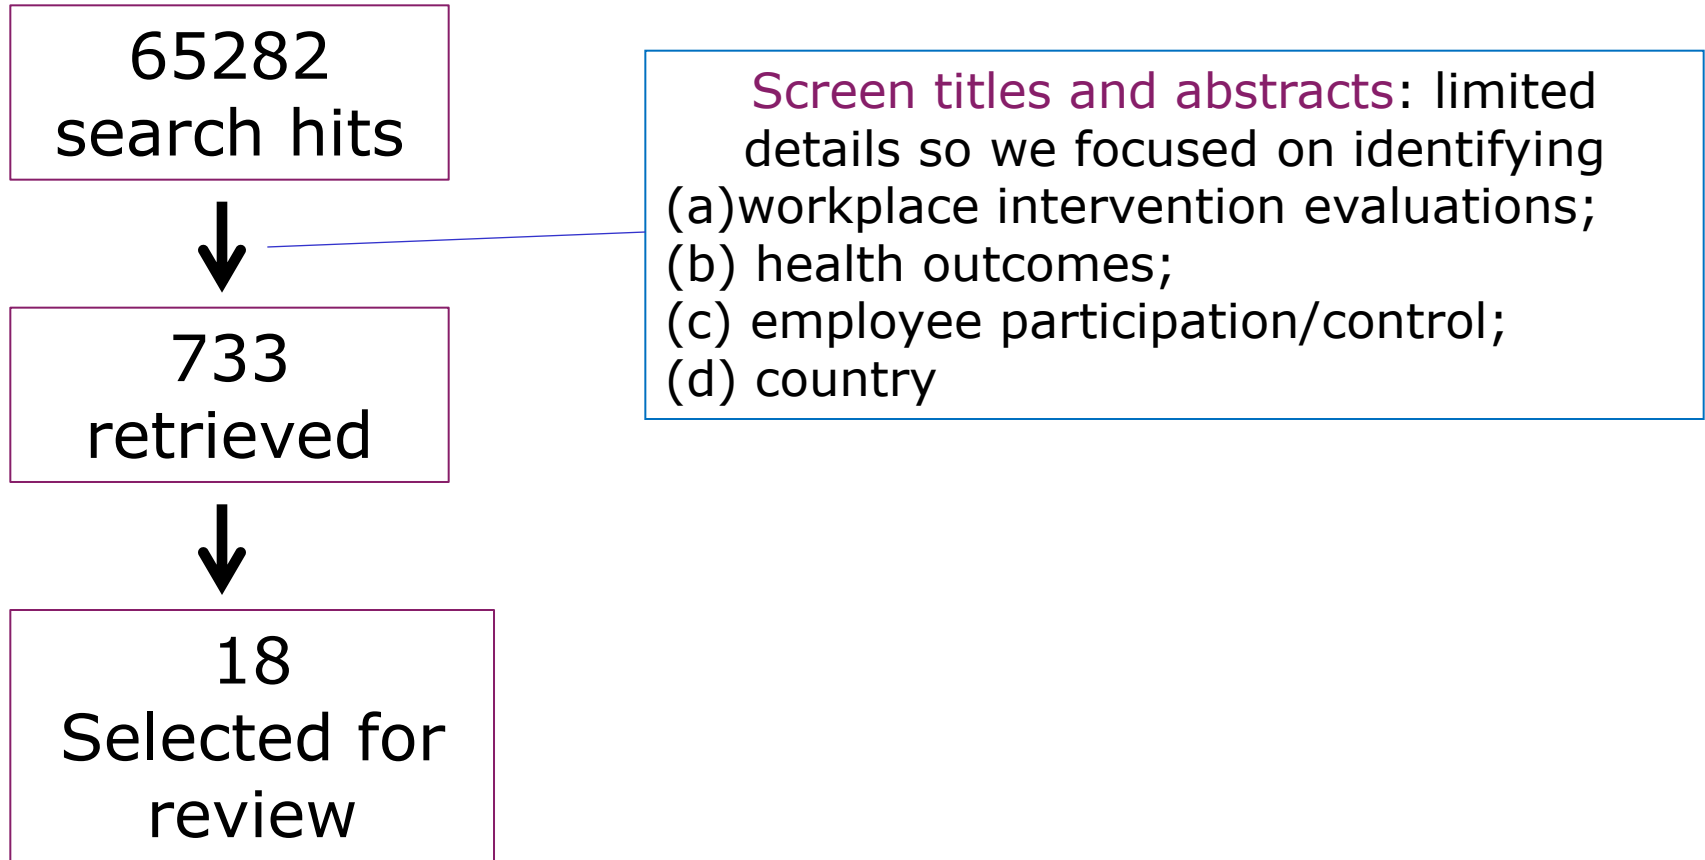 65282
search hits
Screen titles and abstracts: limited
details so we focused on identifying
(a)workplace intervention evaluations;
(b) health outcomes;
(c) employee participation/control;
(d) country
733
retrieved
18
Selected for
review